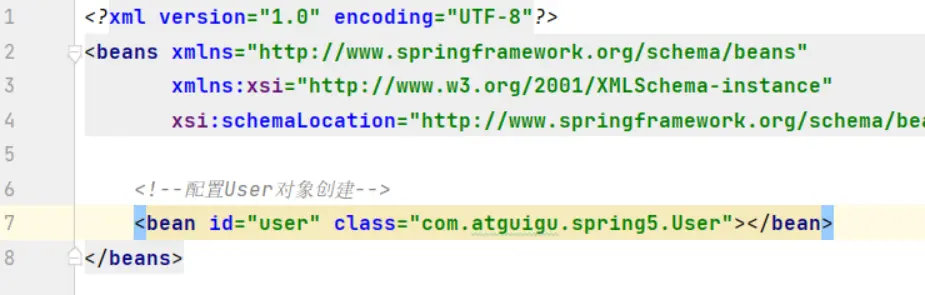 1 <?xml version="1.0" encoding="UTF-8"?>
2 <beans xmlns="http://www.springframework.org/schema/beans"
3 xmlns:xsi="http://www.w3.org/2001/XMLSchema-instance"
4 xsi:schemaLocation="http://www.springframework.org/schema/bea
5
6 <!--配置User对象创建-->
7 <bean id="user" class="com.atguigu.spring5.User"></bean>
8 </beans>